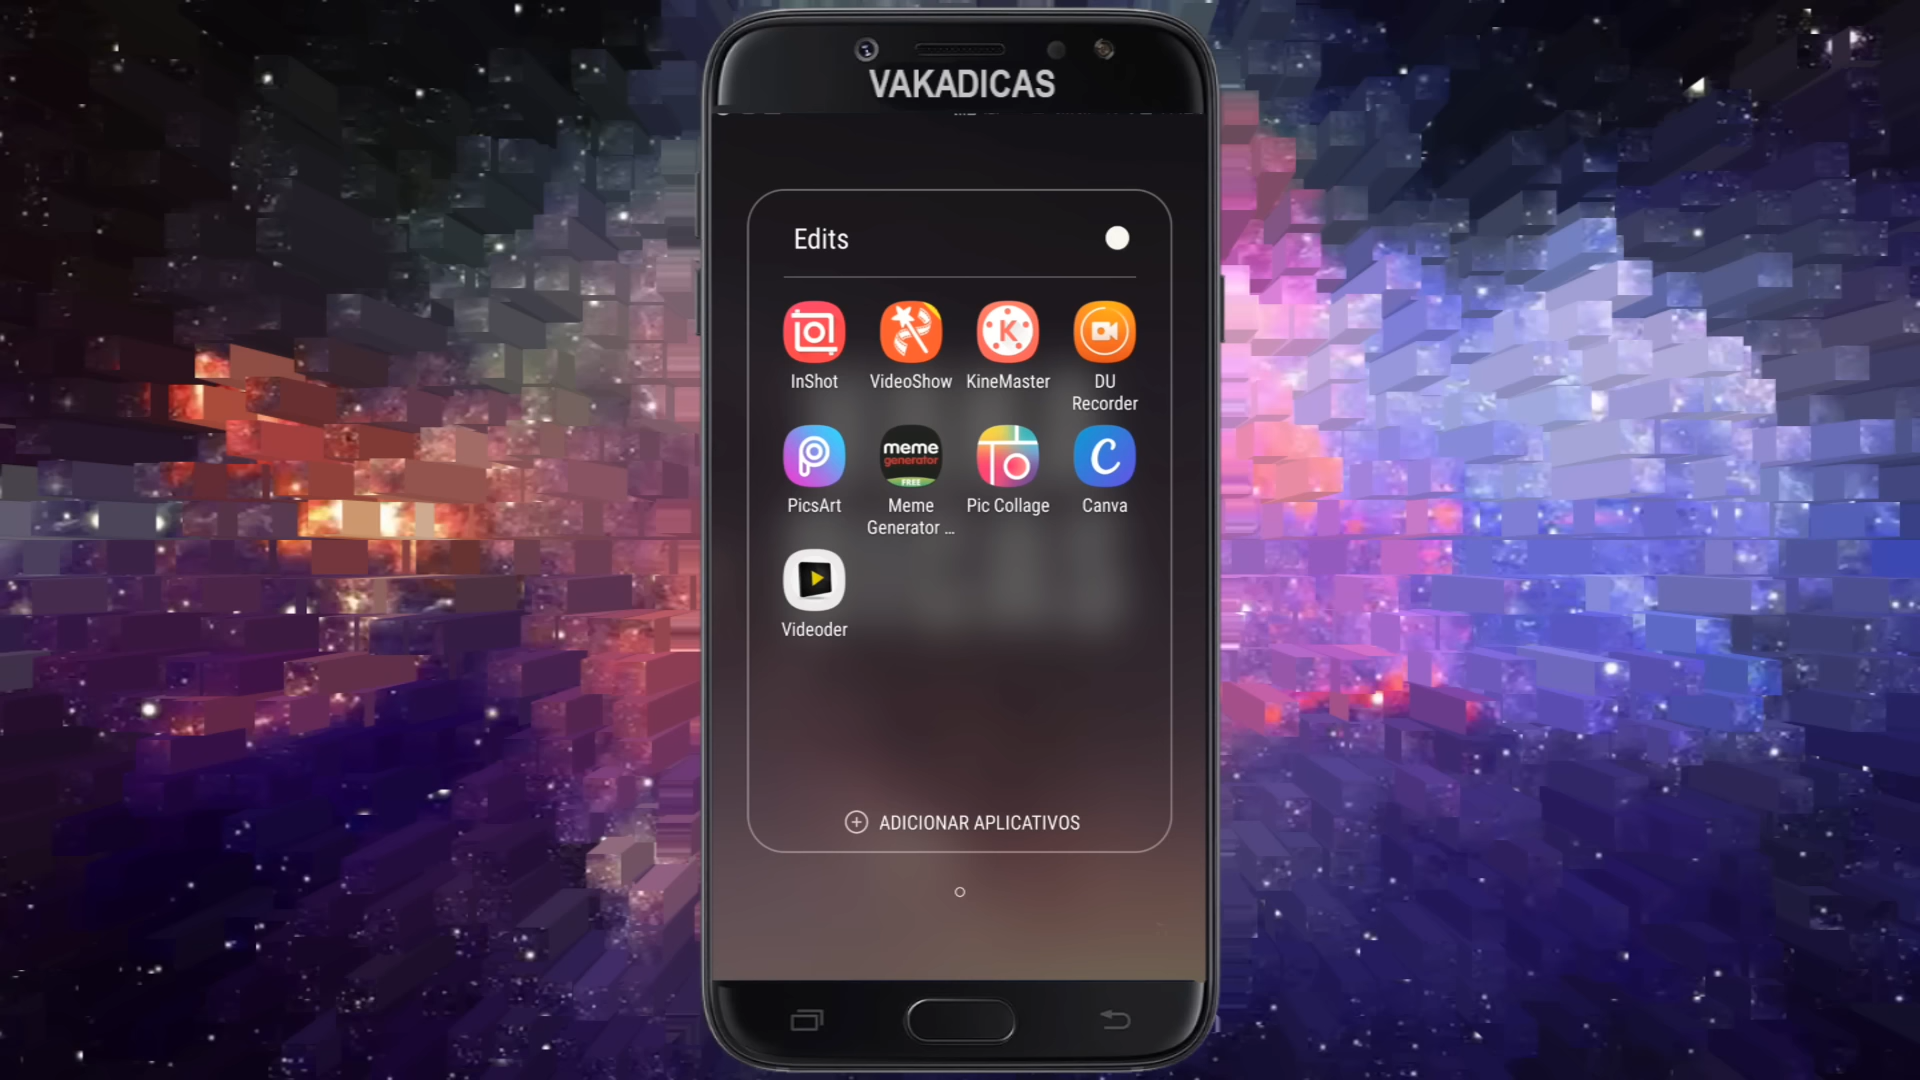 VAKADICAS
Edits
InShot
VideoShow
KineMaster
DU
Recorder
PicsArt
meme
generator
FREE
Meme
Generator ...
Pic Collage
Canva
Videoder
ADICIONAR APLICATIVOS